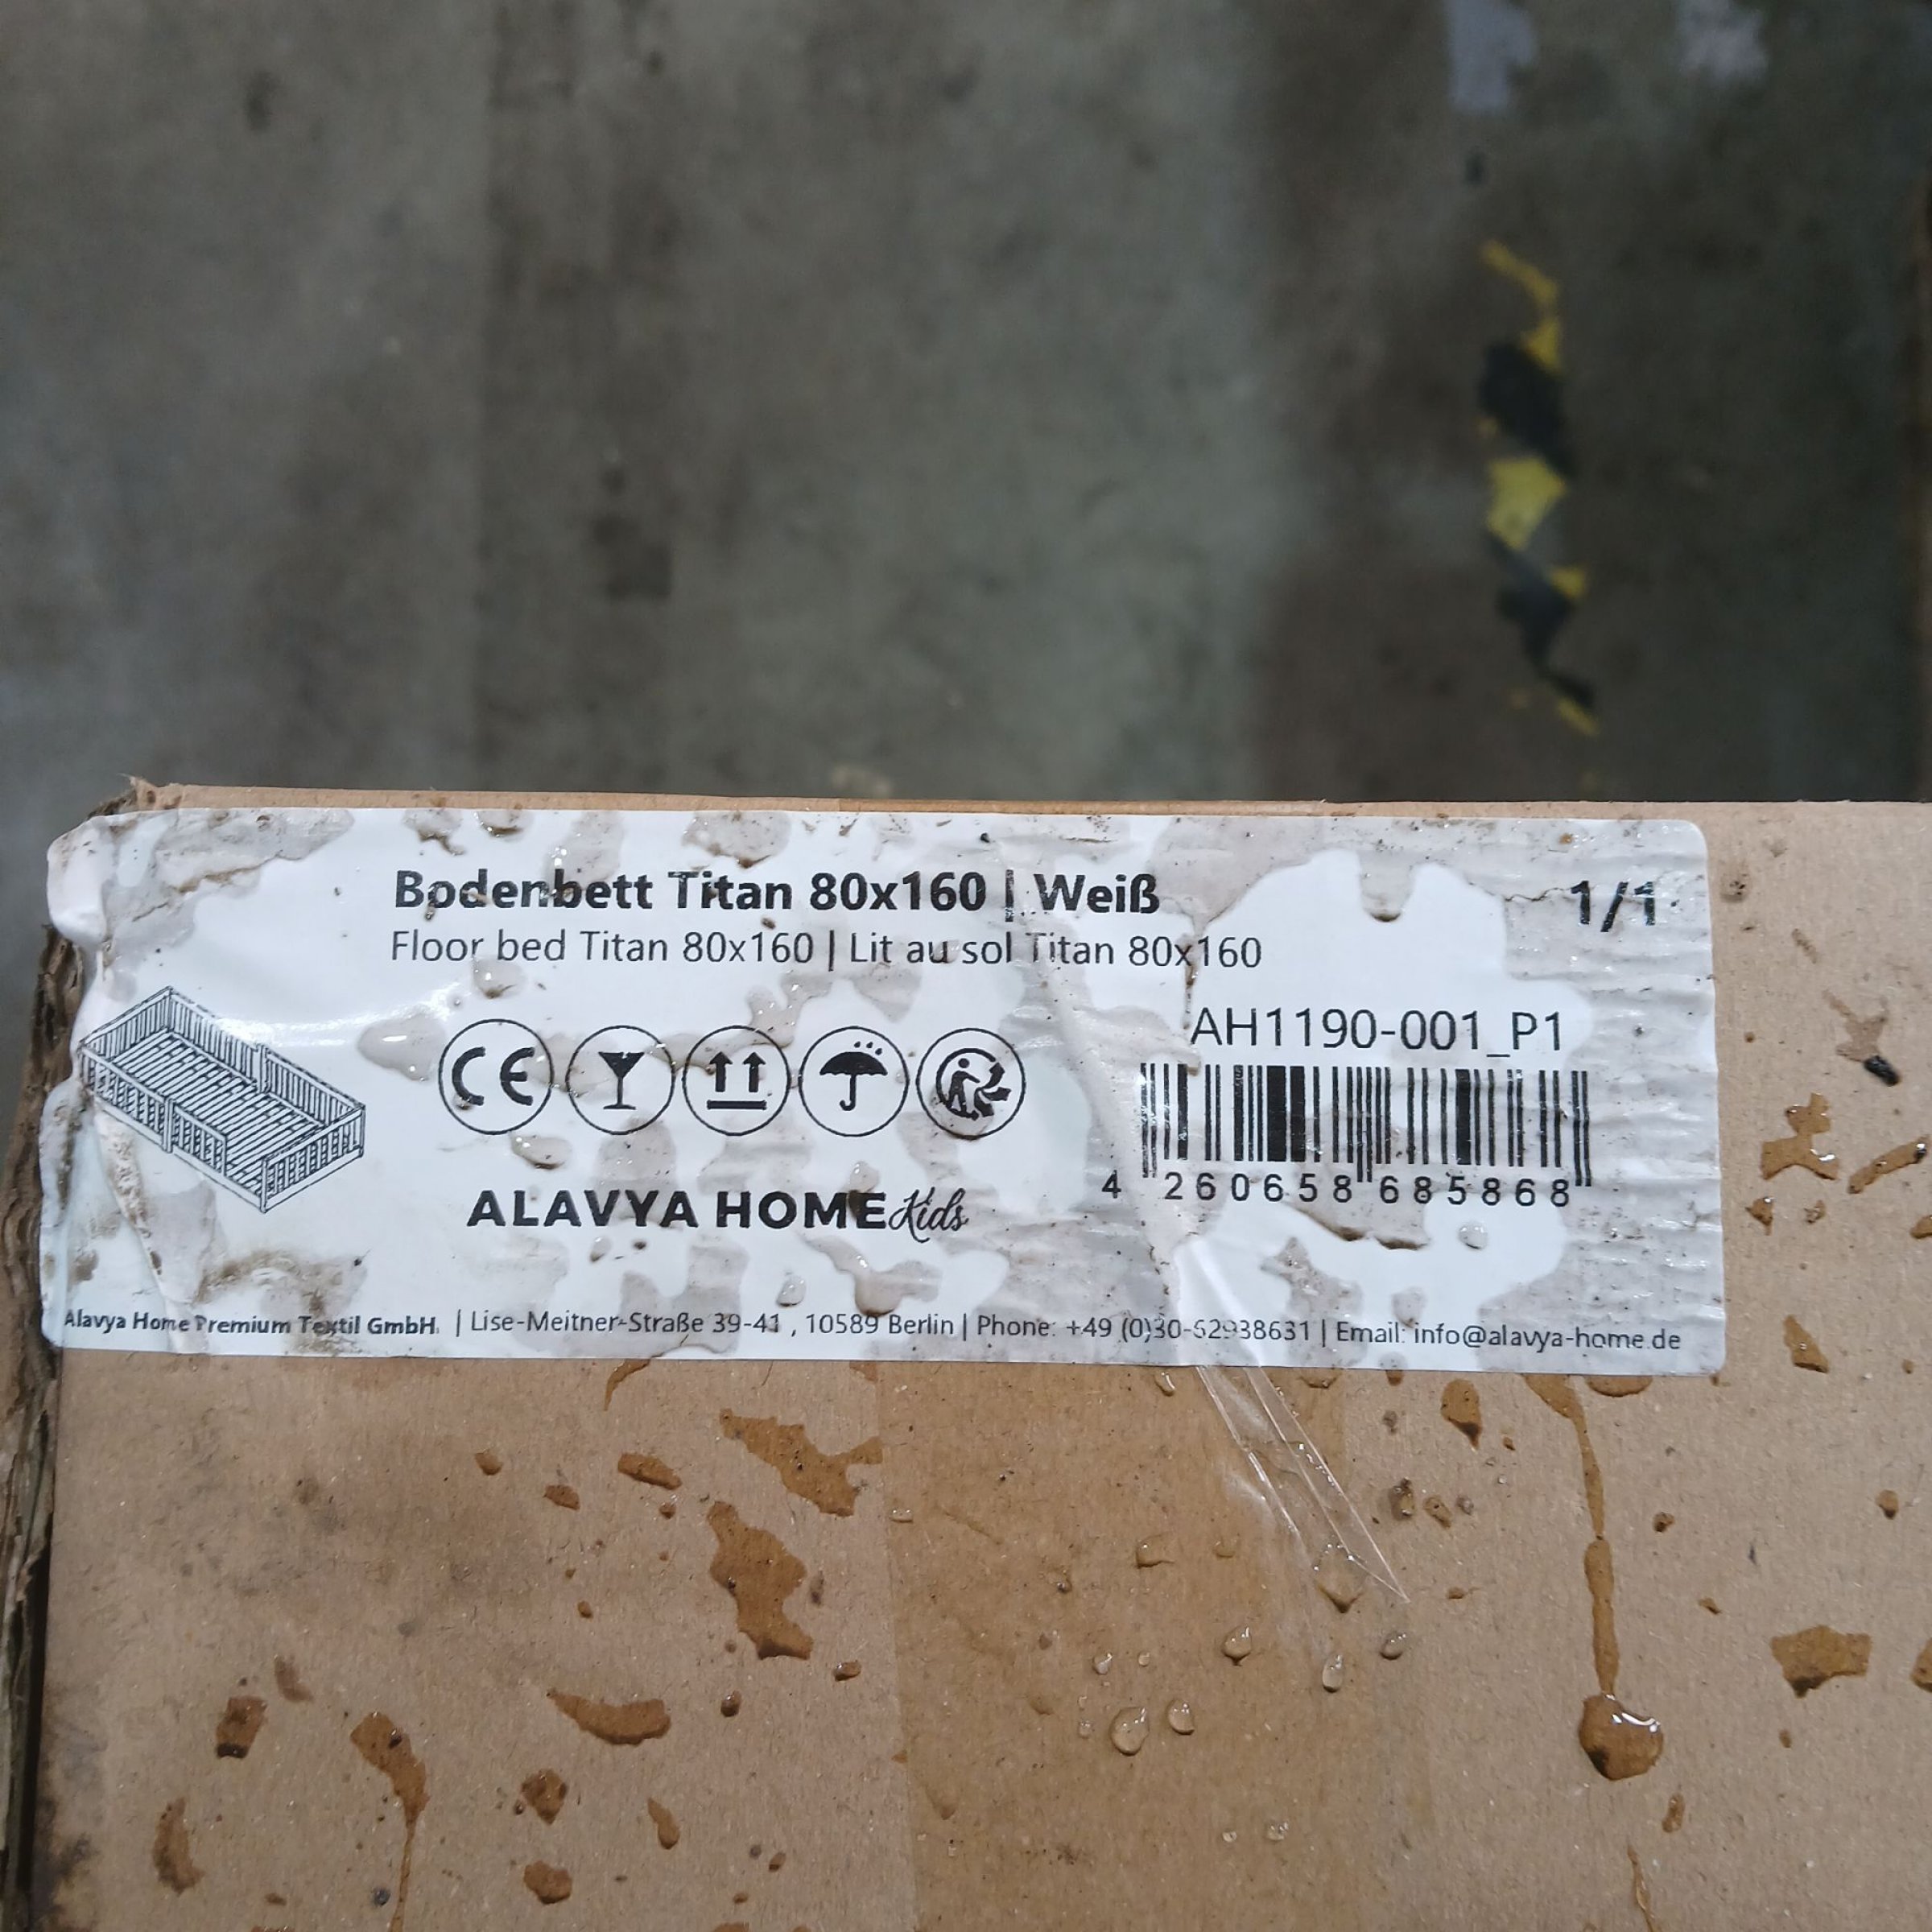 Bodenbett Titan 80x160 | Weiß
1/1
Floor bed Titan 80x160 | Lit au sol Titan 80x160
AH1190-001_P1
CE
4 260658 685868
ALAVYA HOME Kids
Alavya Home Premium Textil GmbH. | Lise-Meitner-Straße 39-41 , 10589 Berlin | Phone: +49 (0)30-62938631 | Email: info@alavya-home.de